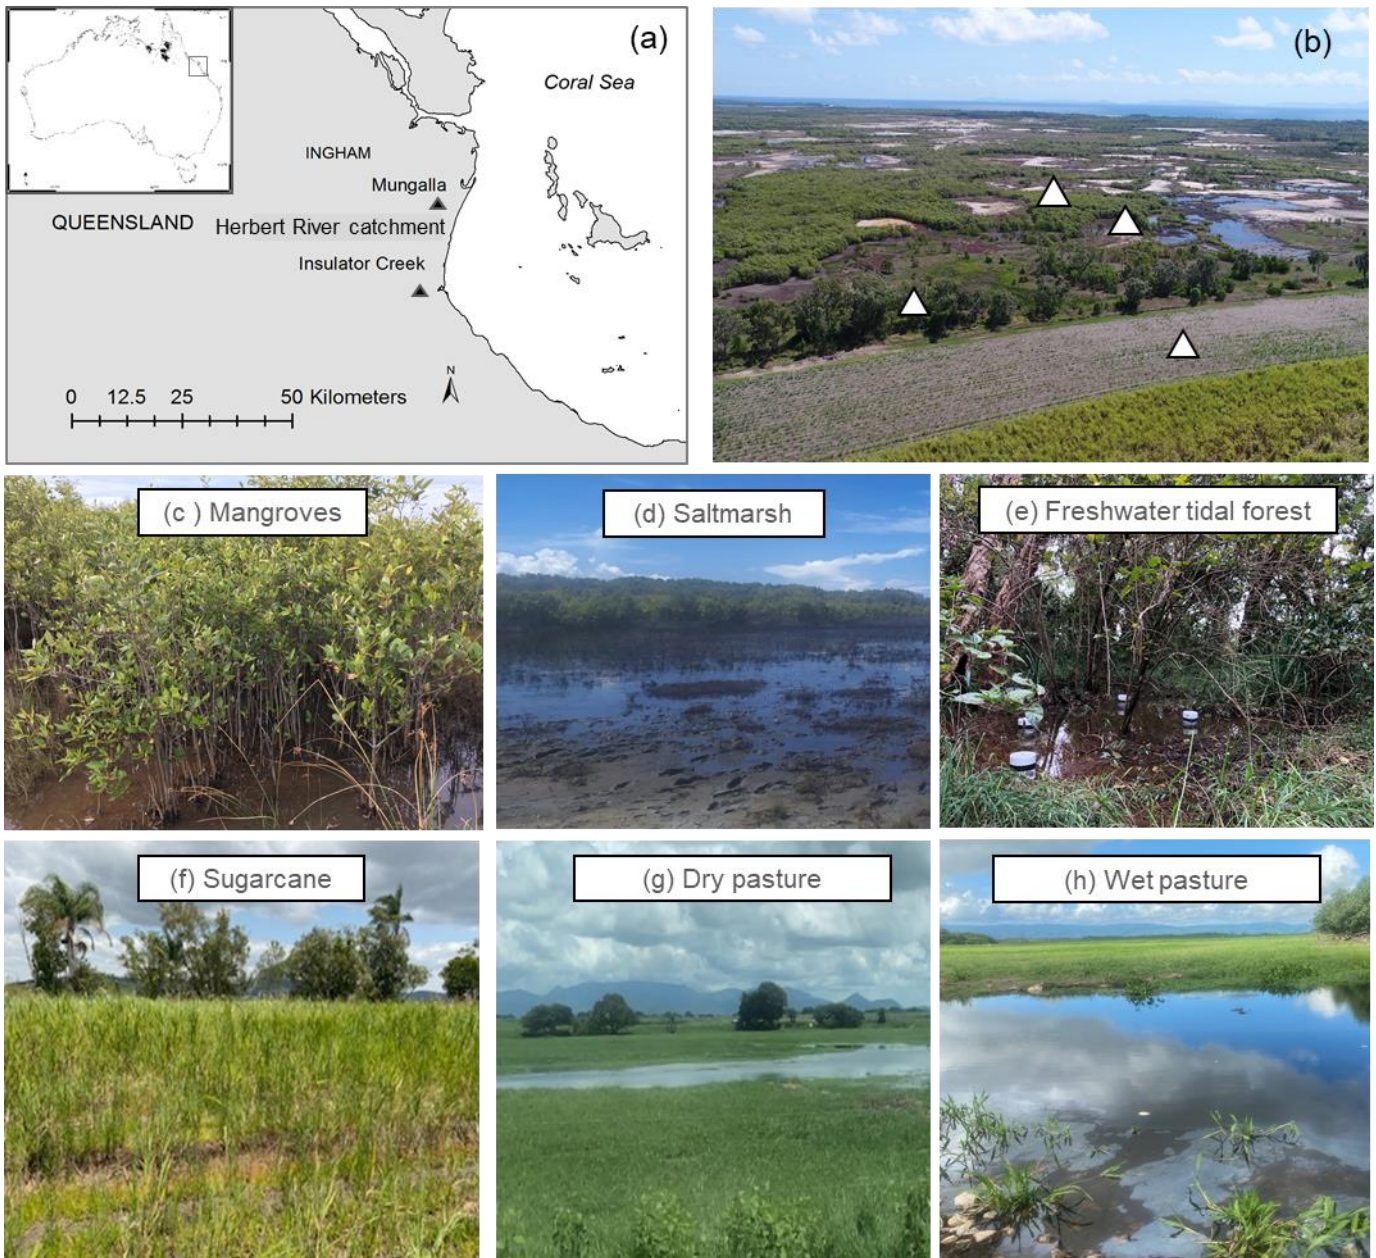 (a)
Coral Sea
INGHAM
Mungalla
QUEENSLAND
Herbert River catchment
Insulator Creek
N
0 12.5 25 50 Kilometers
(b)
(c ) Mangroves
(d) Saltmarsh
(e) Freshwater tidal forest
(f) Sugarcane
(g) Dry pasture
(h) Wet pasture